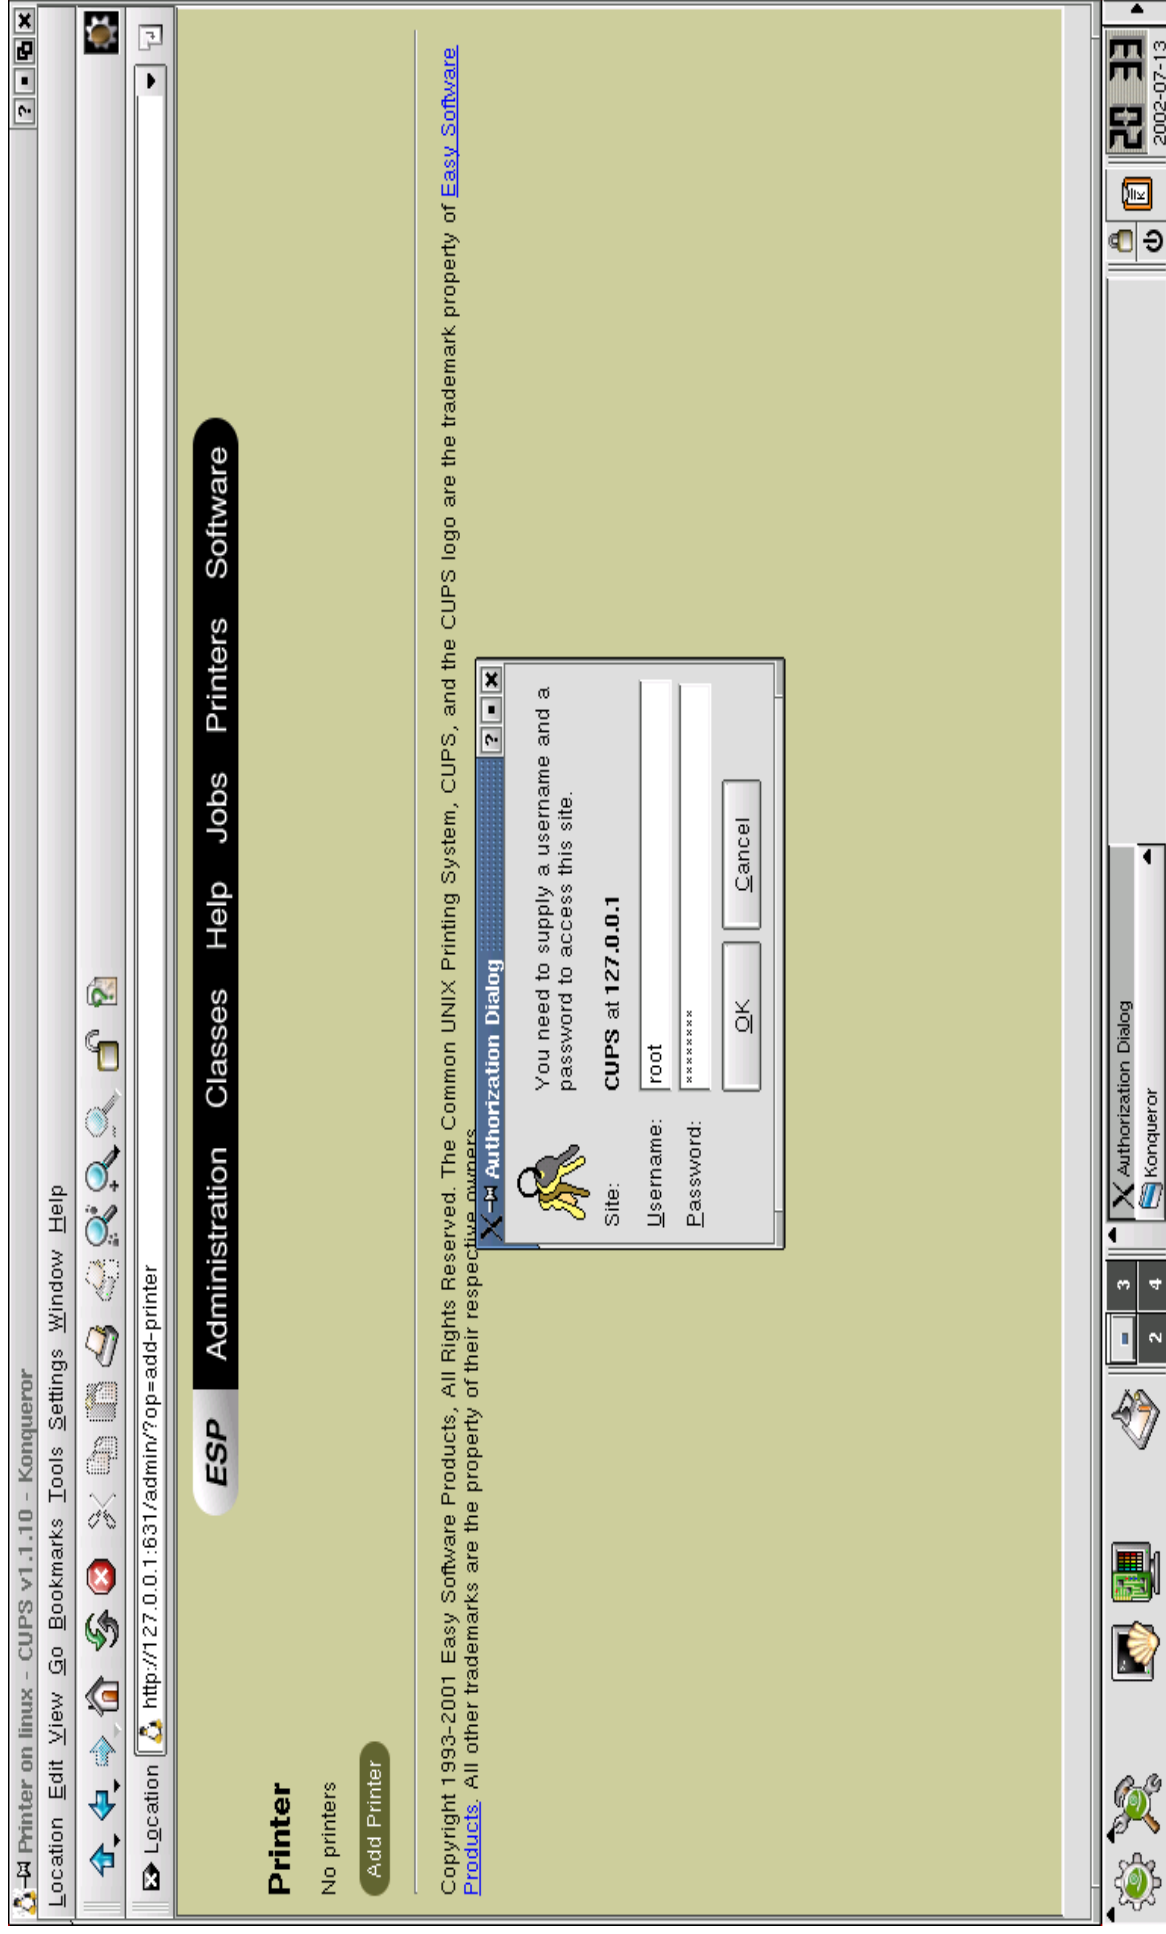 Printer on linux - CUPS v1.1.10 - Konqueror
Location Edit View Go Bookmarks Tools Settings Window Help
Location http://127.0.0.1:631/admin/?op=add-printer
ESP Administration Classes Help Jobs Printers Software
Printer
No printers
Add Printer
Copyright 1993-2001 Easy Software Products, All Rights Reserved. The Common UNIX Printing System, CUPS, and the CUPS logo are the trademark property of Easy Software
Products. All other trademarks are the property of their respective owners.
Authorization Dialog
You need to supply a username and a
password to access this site.
Site: CUPS at 127.0.0.1
Username: root
Password: *********
OK Cancel
2 3 4
Authorization Dialog
Konqueror
2002-07-13